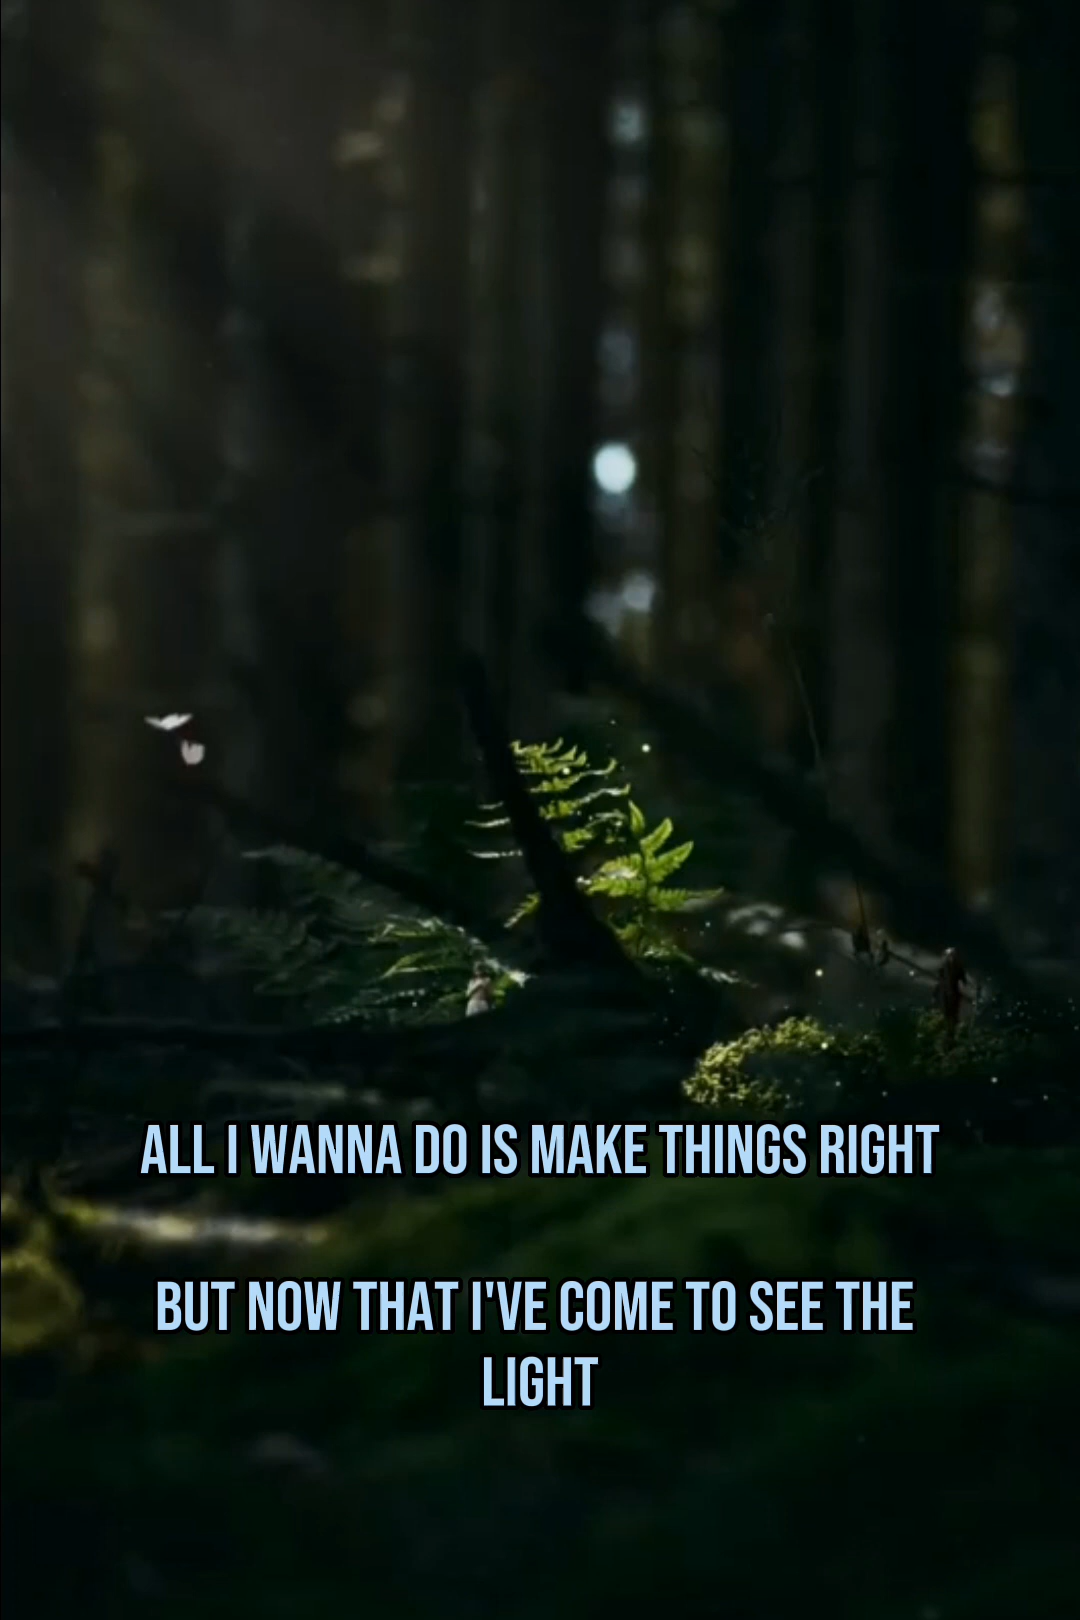 ALL I WANNA DO IS MAKE THINGS RIGHT
BUT NOW THAT I'VE COME TO SEE THE
LIGHT